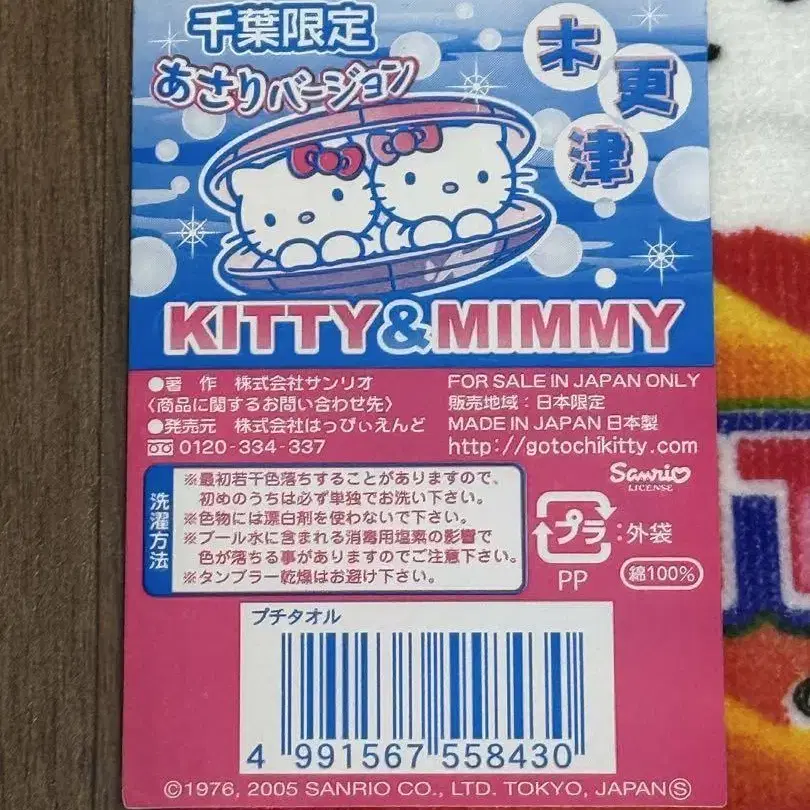 千葉限定
あさりバージョン
木更津
KITTY&MIMMY
●著 作 株式会社サンリオ
〈商品に関するお問い合わせ先〉
●発売元 株式会社はっぴぃえんど
0120-334-337
FOR SALE IN JAPAN ONLY
販売地域：日本限定
MADE IN JAPAN 日本製
http://gotochikitty.com
Sanrio
LICENSE
洗濯方法
※最初若干色落ちすることがありますので、
初めのうちは必ず単独でお洗い下さい。
※色物には漂白剤を使わないで下さい。
※プール水に含まれる消毒用塩素の影響で
色が落ちる事がありますのでご注意下さい。
※タンブラー乾燥はお避け下さい。
プラ：外袋
PP
綿100%
プチタオル
4 991567 558430
©1976, 2005 SANRIO CO., LTD. TOKYO, JAPAN Ⓢ